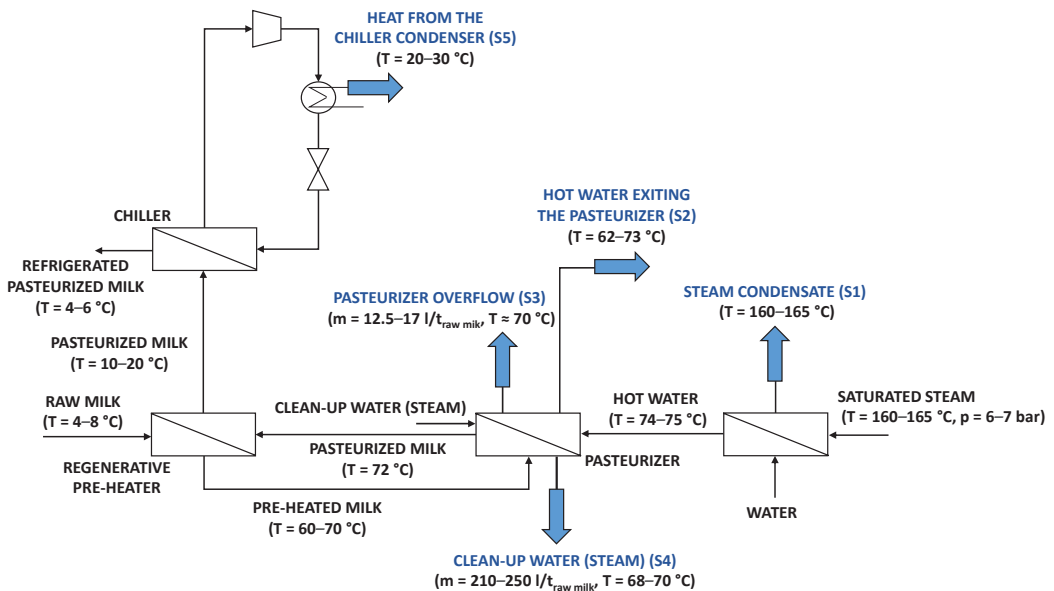 HEAT FROM THE
CHILLER CONDENSER (S5)
(T = 20–30 °C)
HOT WATER EXITING
THE PASTEURIZER (S2)
(T = 62–73 °C)
CHILLER
REFRIGERATED
PASTEURIZED MILK
(T = 4–6 °C)
PASTEURIZER OVERFLOW (S3)
(m = 12.5–17 l/traw mik, T ≈ 70 °C)
STEAM CONDENSATE (S1)
(T = 160–165 °C)
PASTEURIZED MILK
(T = 10–20 °C)
RAW MILK
(T = 4–8 °C)
CLEAN-UP WATER (STEAM)
HOT WATER
(T = 74–75 °C)
SATURATED STEAM
(T = 160–165 °C, p = 6–7 bar)
PASTEURIZED MILK
(T = 72 °C)
PASTEURIZER
REGENERATIVE
PRE-HEATER
PRE-HEATED MILK
(T = 60–70 °C)
WATER
CLEAN-UP WATER (STEAM) (S4)
(m = 210–250 l/traw milk, T = 68–70 °C)